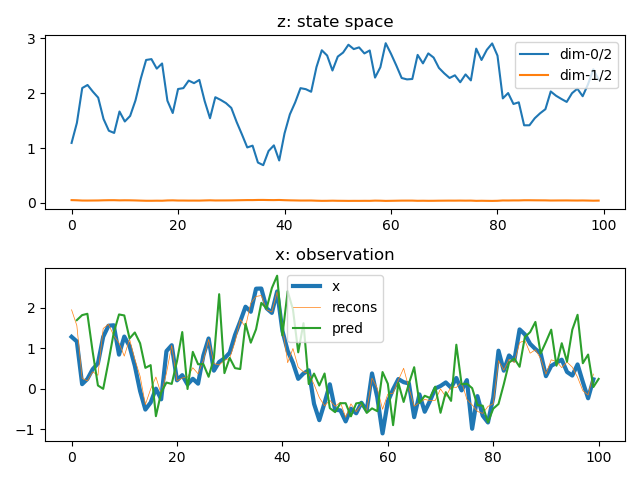 z: state space
3
2
1
0
dim-0/2
dim-1/2
0 20 40 60 80 100
x: observation
2
1
0
−1
x
recons
pred
0 20 40 60 80 100